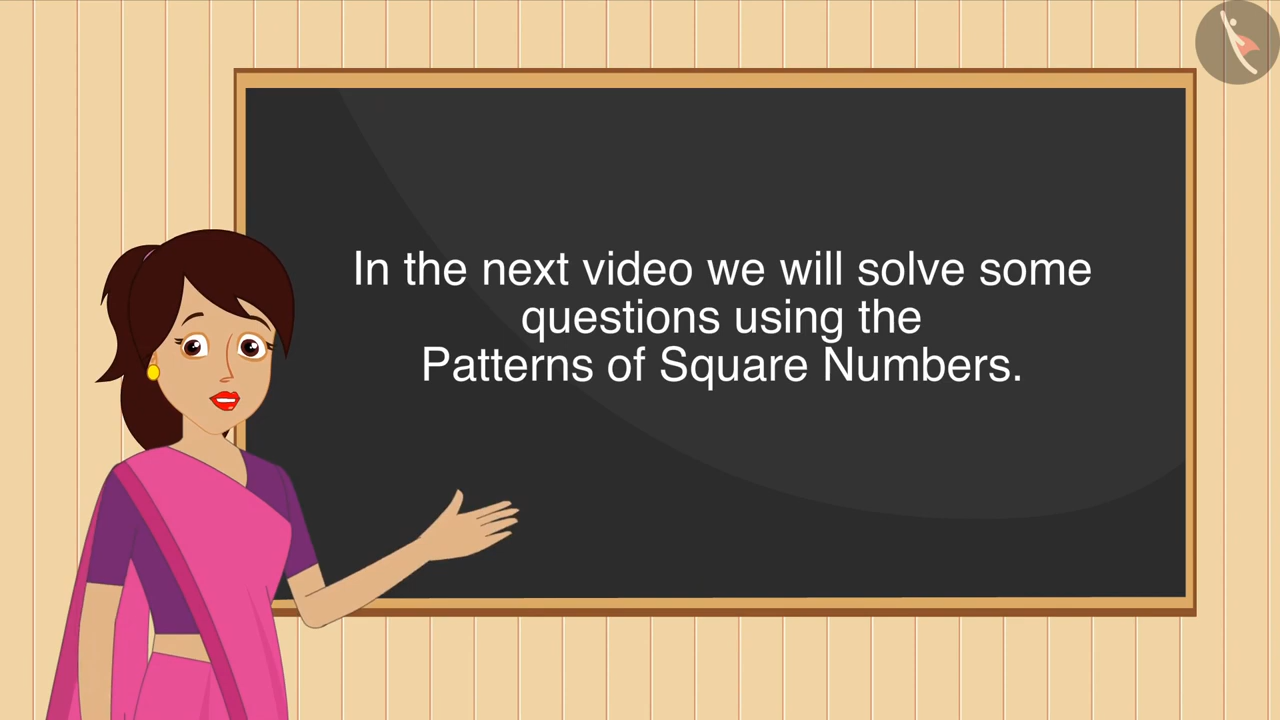 In the next video we will solve some
questions using the
Patterns of Square Numbers.